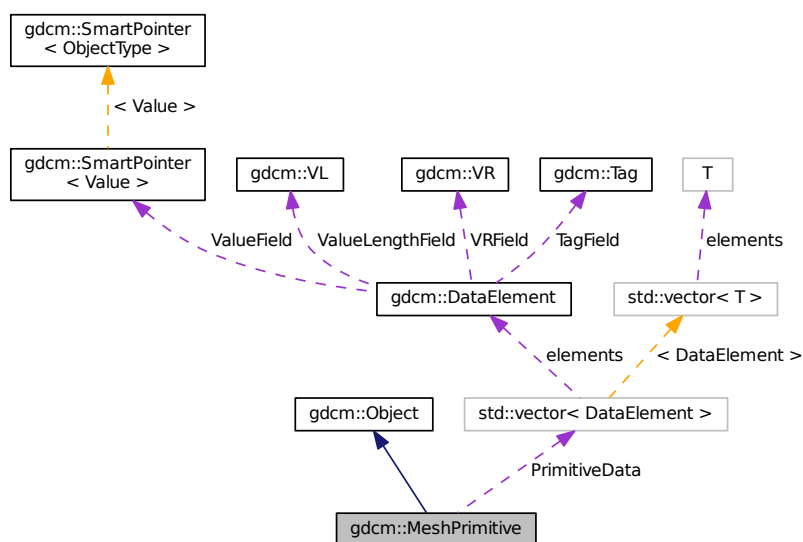 gdcm::SmartPointer
< ObjectType >
< Value >
gdcm::SmartPointer
< Value >
gdcm::VL
gdcm::VR
gdcm::Tag
T
ValueField
ValueLengthField
VRField
TagField
elements
gdcm::DataElement
std::vector< T >
elements
< DataElement >
gdcm::Object
std::vector< DataElement >
PrimitiveData
gdcm::MeshPrimitive